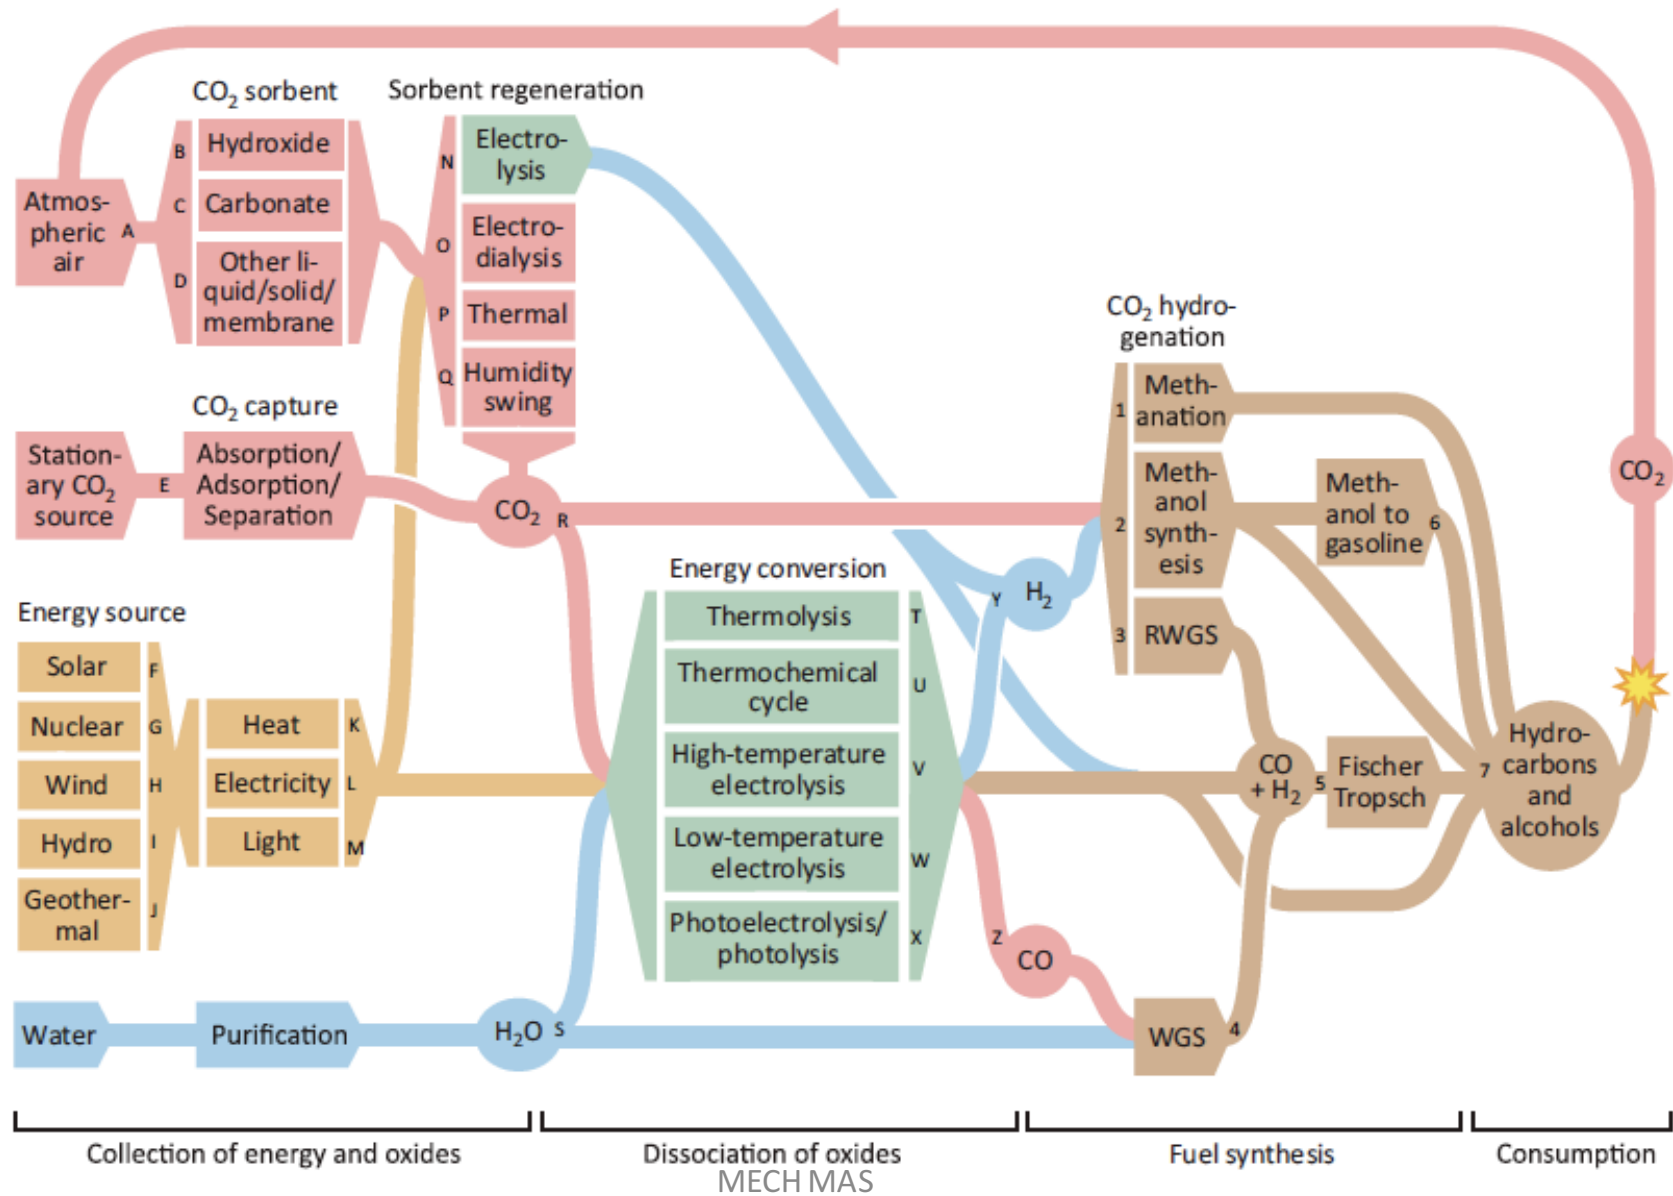 CO₂ sorbent
Sorbent regeneration
Atmos-
pheric
air
A
B
Hydroxide
C
Carbonate
D
Other li-
quid/solid/
membrane
N
Electro-
lysis
O
Electro-
dialysis
P
Thermal
Q
Humidity
swing
CO₂ capture
Station-
ary CO₂
source
E
Absorption/
Adsorption/
Separation
CO₂
R
Energy source
Solar
F
Nuclear
G
Wind
H
Hydro
I
Geother-
mal
J
Heat
K
Electricity
L
Light
M
Water
Purification
H₂O
S
Energy conversion
Thermolysis
T
Thermochemical
cycle
U
High-temperature
electrolysis
V
Low-temperature
electrolysis
W
Photoelectrolysis/
photolysis
X
Y
H₂
Z
CO
CO₂ hydro-
genation
1
Meth-
anation
2
Meth-
anol
synth-
esis
3
RWGS
Meth-
anol to
gasoline
6
CO
+ H₂
5
Fischer
Tropsch
7
WGS
4
Hydro-
carbons
and
alcohols
CO₂
Collection of energy and oxides
Dissociation of oxides
Fuel synthesis
Consumption
MECH MAS